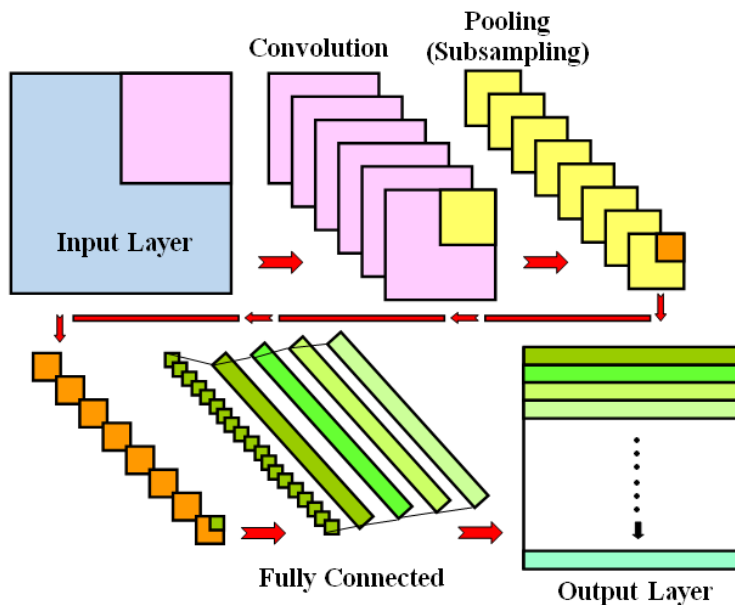 Convolution
Pooling
(Subsampling)
Input Layer
Fully Connected
Output Layer